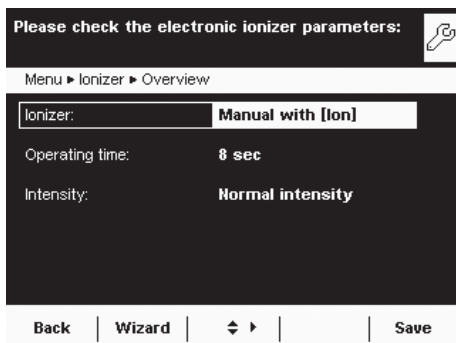 Please check the electronic ionizer parameters:
Menu ▸ Ionizer ▸ Overview
Ionizer: Manual with [Ion]
Operating time: 8 sec
Intensity: Normal intensity
Back Wizard Save